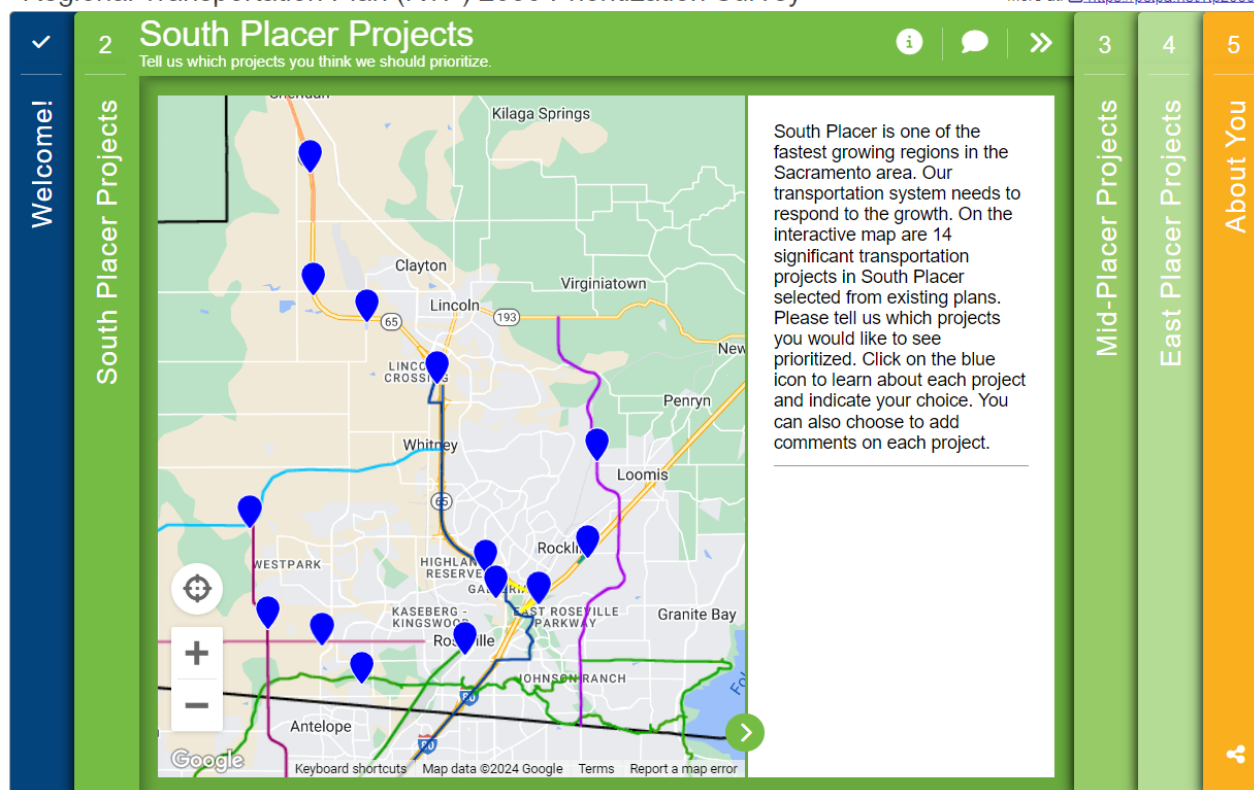 2
South Placer Projects
Tell us which projects you think we should prioritize.
Welcome!
South Placer Projects
3
Mid-Placer Projects
4
East Placer Projects
5
About You
Kilaga Springs
Clayton
Lincoln
193
Virginiatown
65
Penryn
Whitney
Loomis
65
WESTPARK
HIGHLAND
RESERVE
KASEBERG -
KINGSWOOD
EAST ROSEVILLE
PARKWAY
Granite Bay
JOHNSON RANCH
80
Antelope
80
Google
Keyboard shortcuts
Map data ©2024 Google
Terms
Report a map error
South Placer is one of the
fastest growing regions in the
Sacramento area. Our
transportation system needs to
respond to the growth. On the
interactive map are 14
significant transportation
projects in South Placer
selected from existing plans.
Please tell us which projects
you would like to see
prioritized. Click on the blue
icon to learn about each project
and indicate your choice. You
can also choose to add
comments on each project.